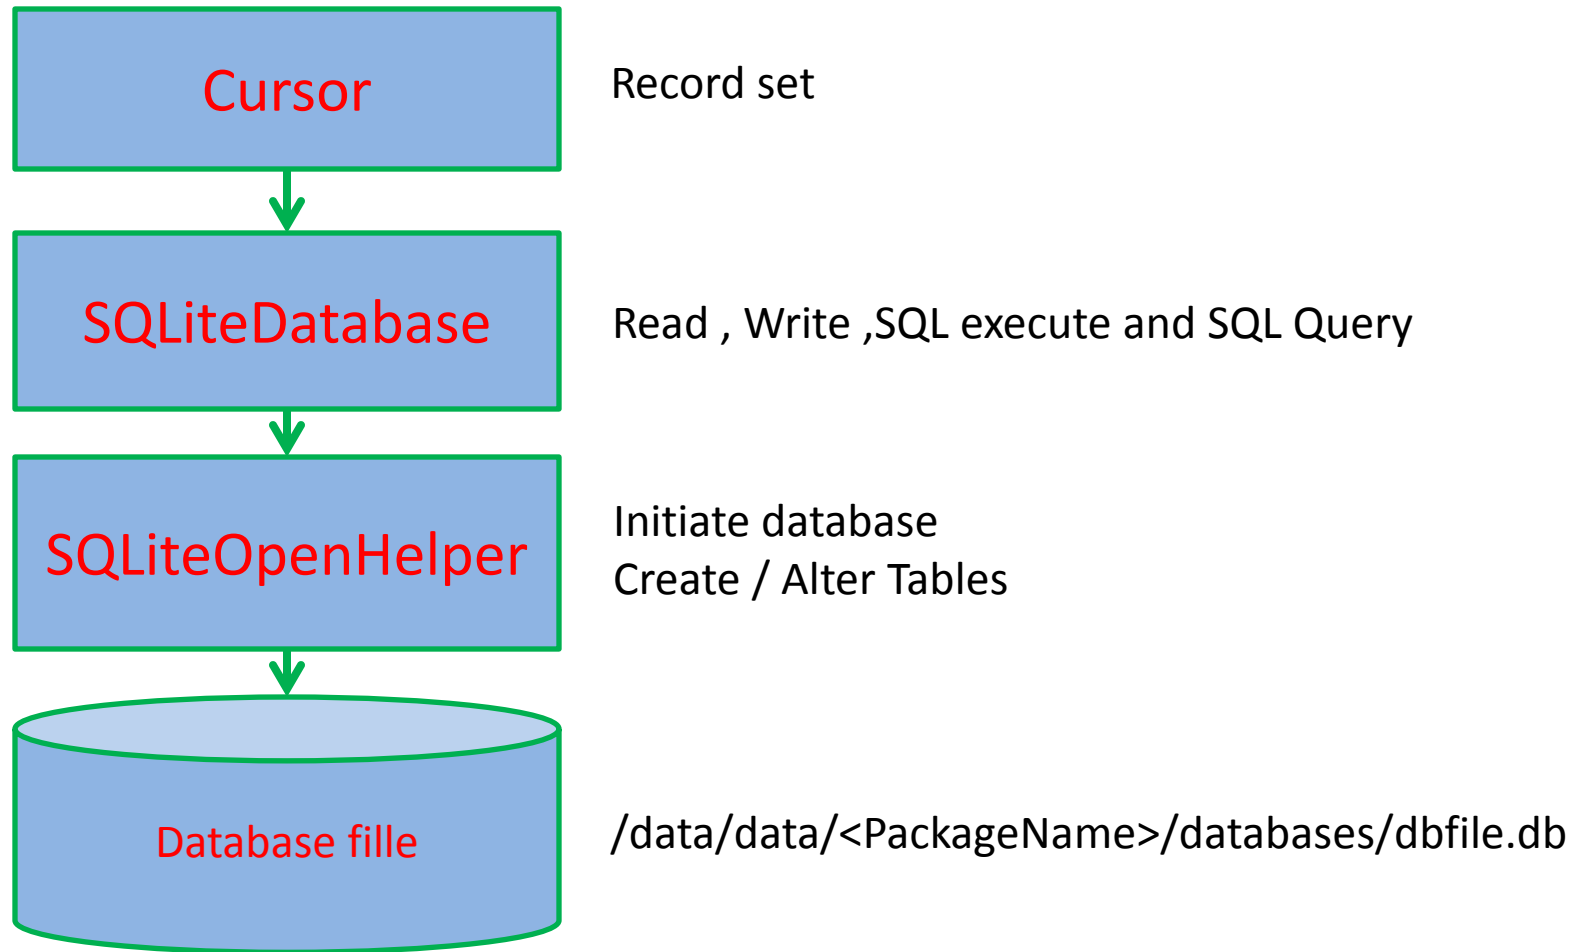 Cursor
Record set
SQLiteDatabase
Read , Write ,SQL execute and SQL Query
SQLiteOpenHelper
Initiate database
Create / Alter Tables
Database fille
/data/data/<PackageName>/databases/dbfile.db